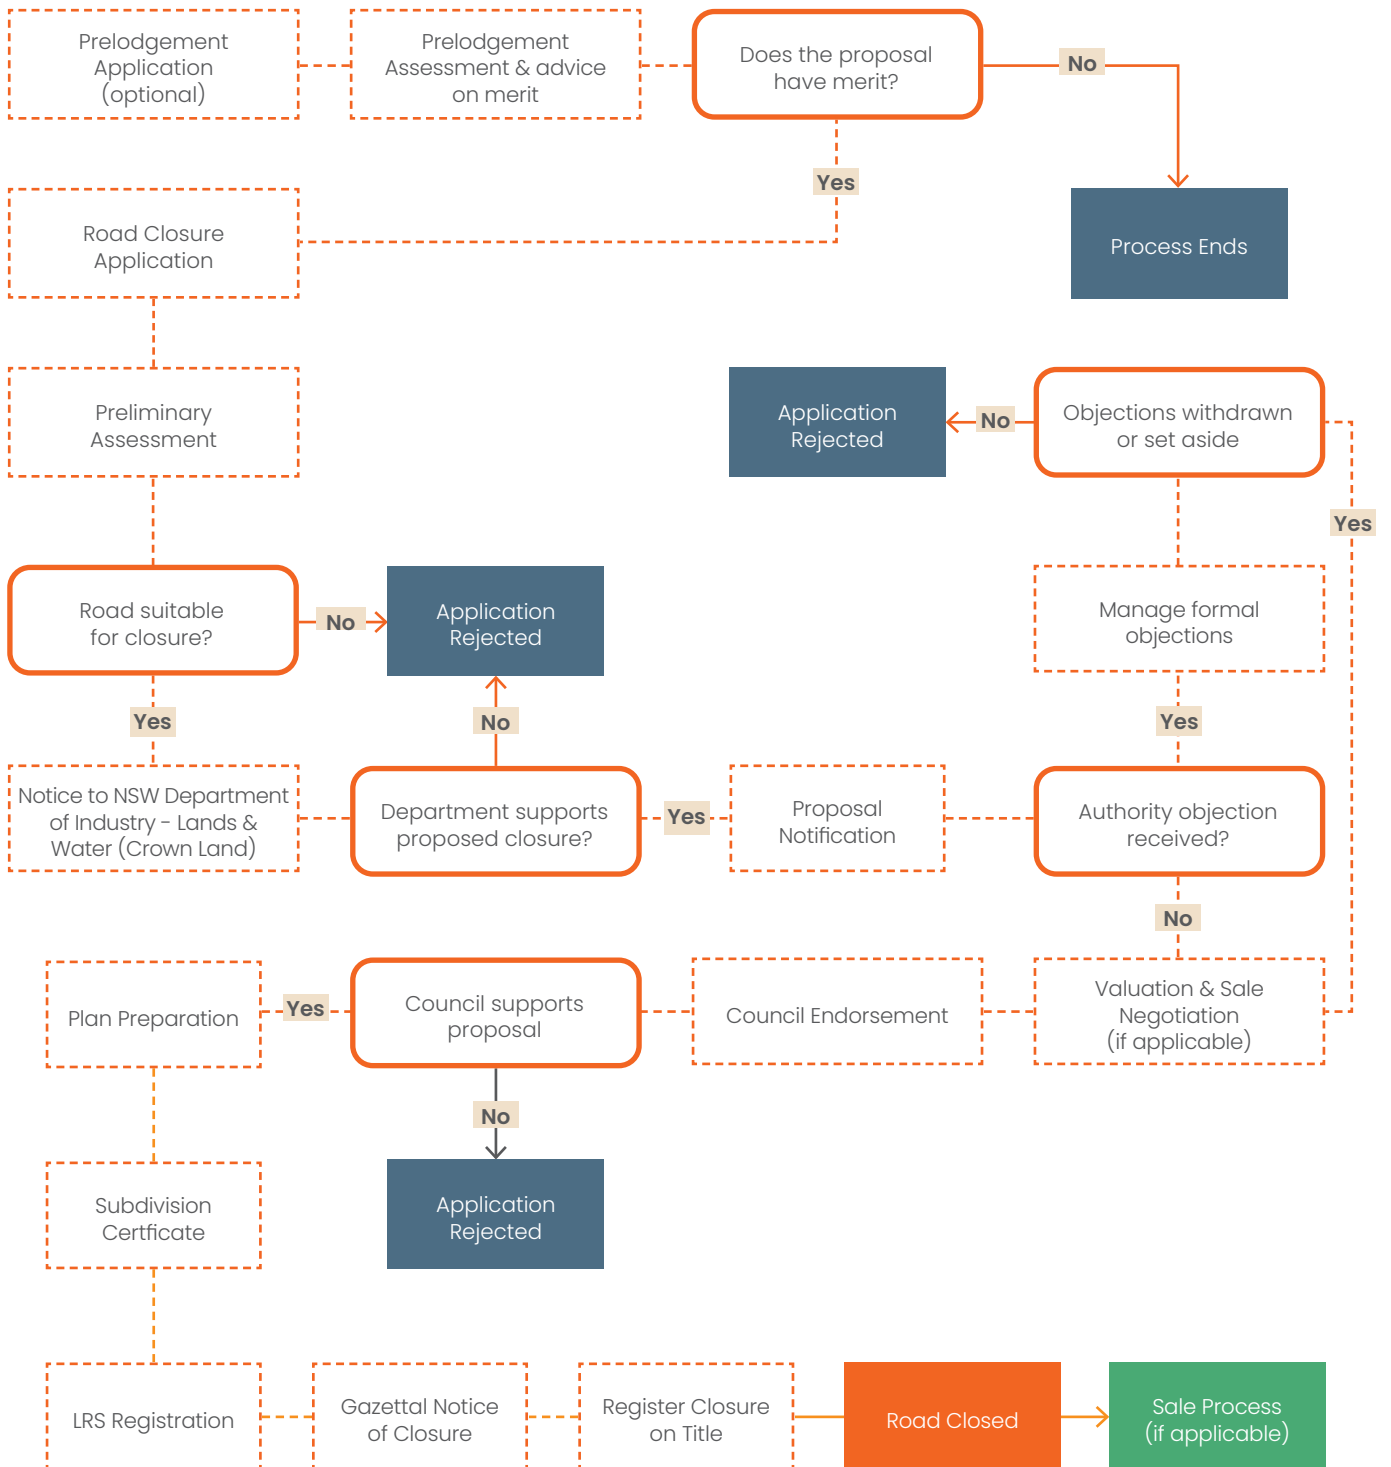 Prelodgement
Application
(optional)
Prelodgement
Assessment & advice
on merit
Does the proposal
have merit?
No
Yes
Process Ends
Road Closure
Application
Preliminary
Assessment
Application
Rejected
No
Objections withdrawn
or set aside
Yes
Road suitable
for closure?
No
Application
Rejected
Manage formal
objections
Yes
No
Yes
Notice to NSW Department
of Industry - Lands &
Water (Crown Land)
Department supports
proposed closure?
Yes
Proposal
Notification
Authority objection
received?
No
Plan Preparation
Yes
Council supports
proposal
Council Endorsement
Valuation & Sale
Negotiation
(if applicable)
No
Subdivision
Certficate
Application
Rejected
LRS Registration
Gazettal Notice
of Closure
Register Closure
on Title
Road Closed
Sale Process
(if applicable)